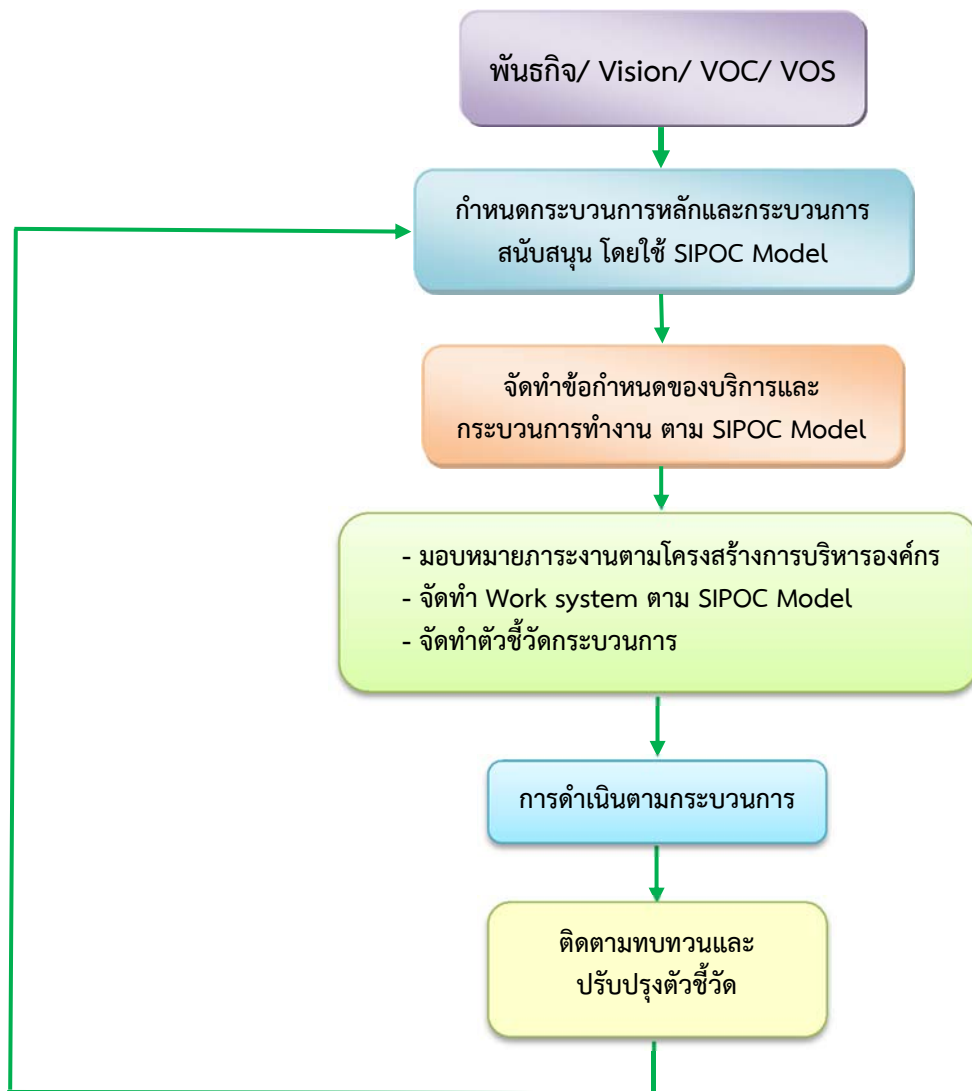 พันธกิจ/ Vision/ VOC/ VOS
กำหนดกระบวนการหลักและกระบวนการ
สนับสนุน โดยใช้ SIPOC Model
จัดทำข้อกำหนดของบริการและ
กระบวนการทำงาน ตาม SIPOC Model
- มอบหมายภาระงานตามโครงสร้างการบริหารองค์กร
- จัดทำ Work system ตาม SIPOC Model
- จัดทำตัวชี้วัดกระบวนการ
การดำเนินตามกระบวนการ
ติดตามทบทวนและ
ปรับปรุงตัวชี้วัด